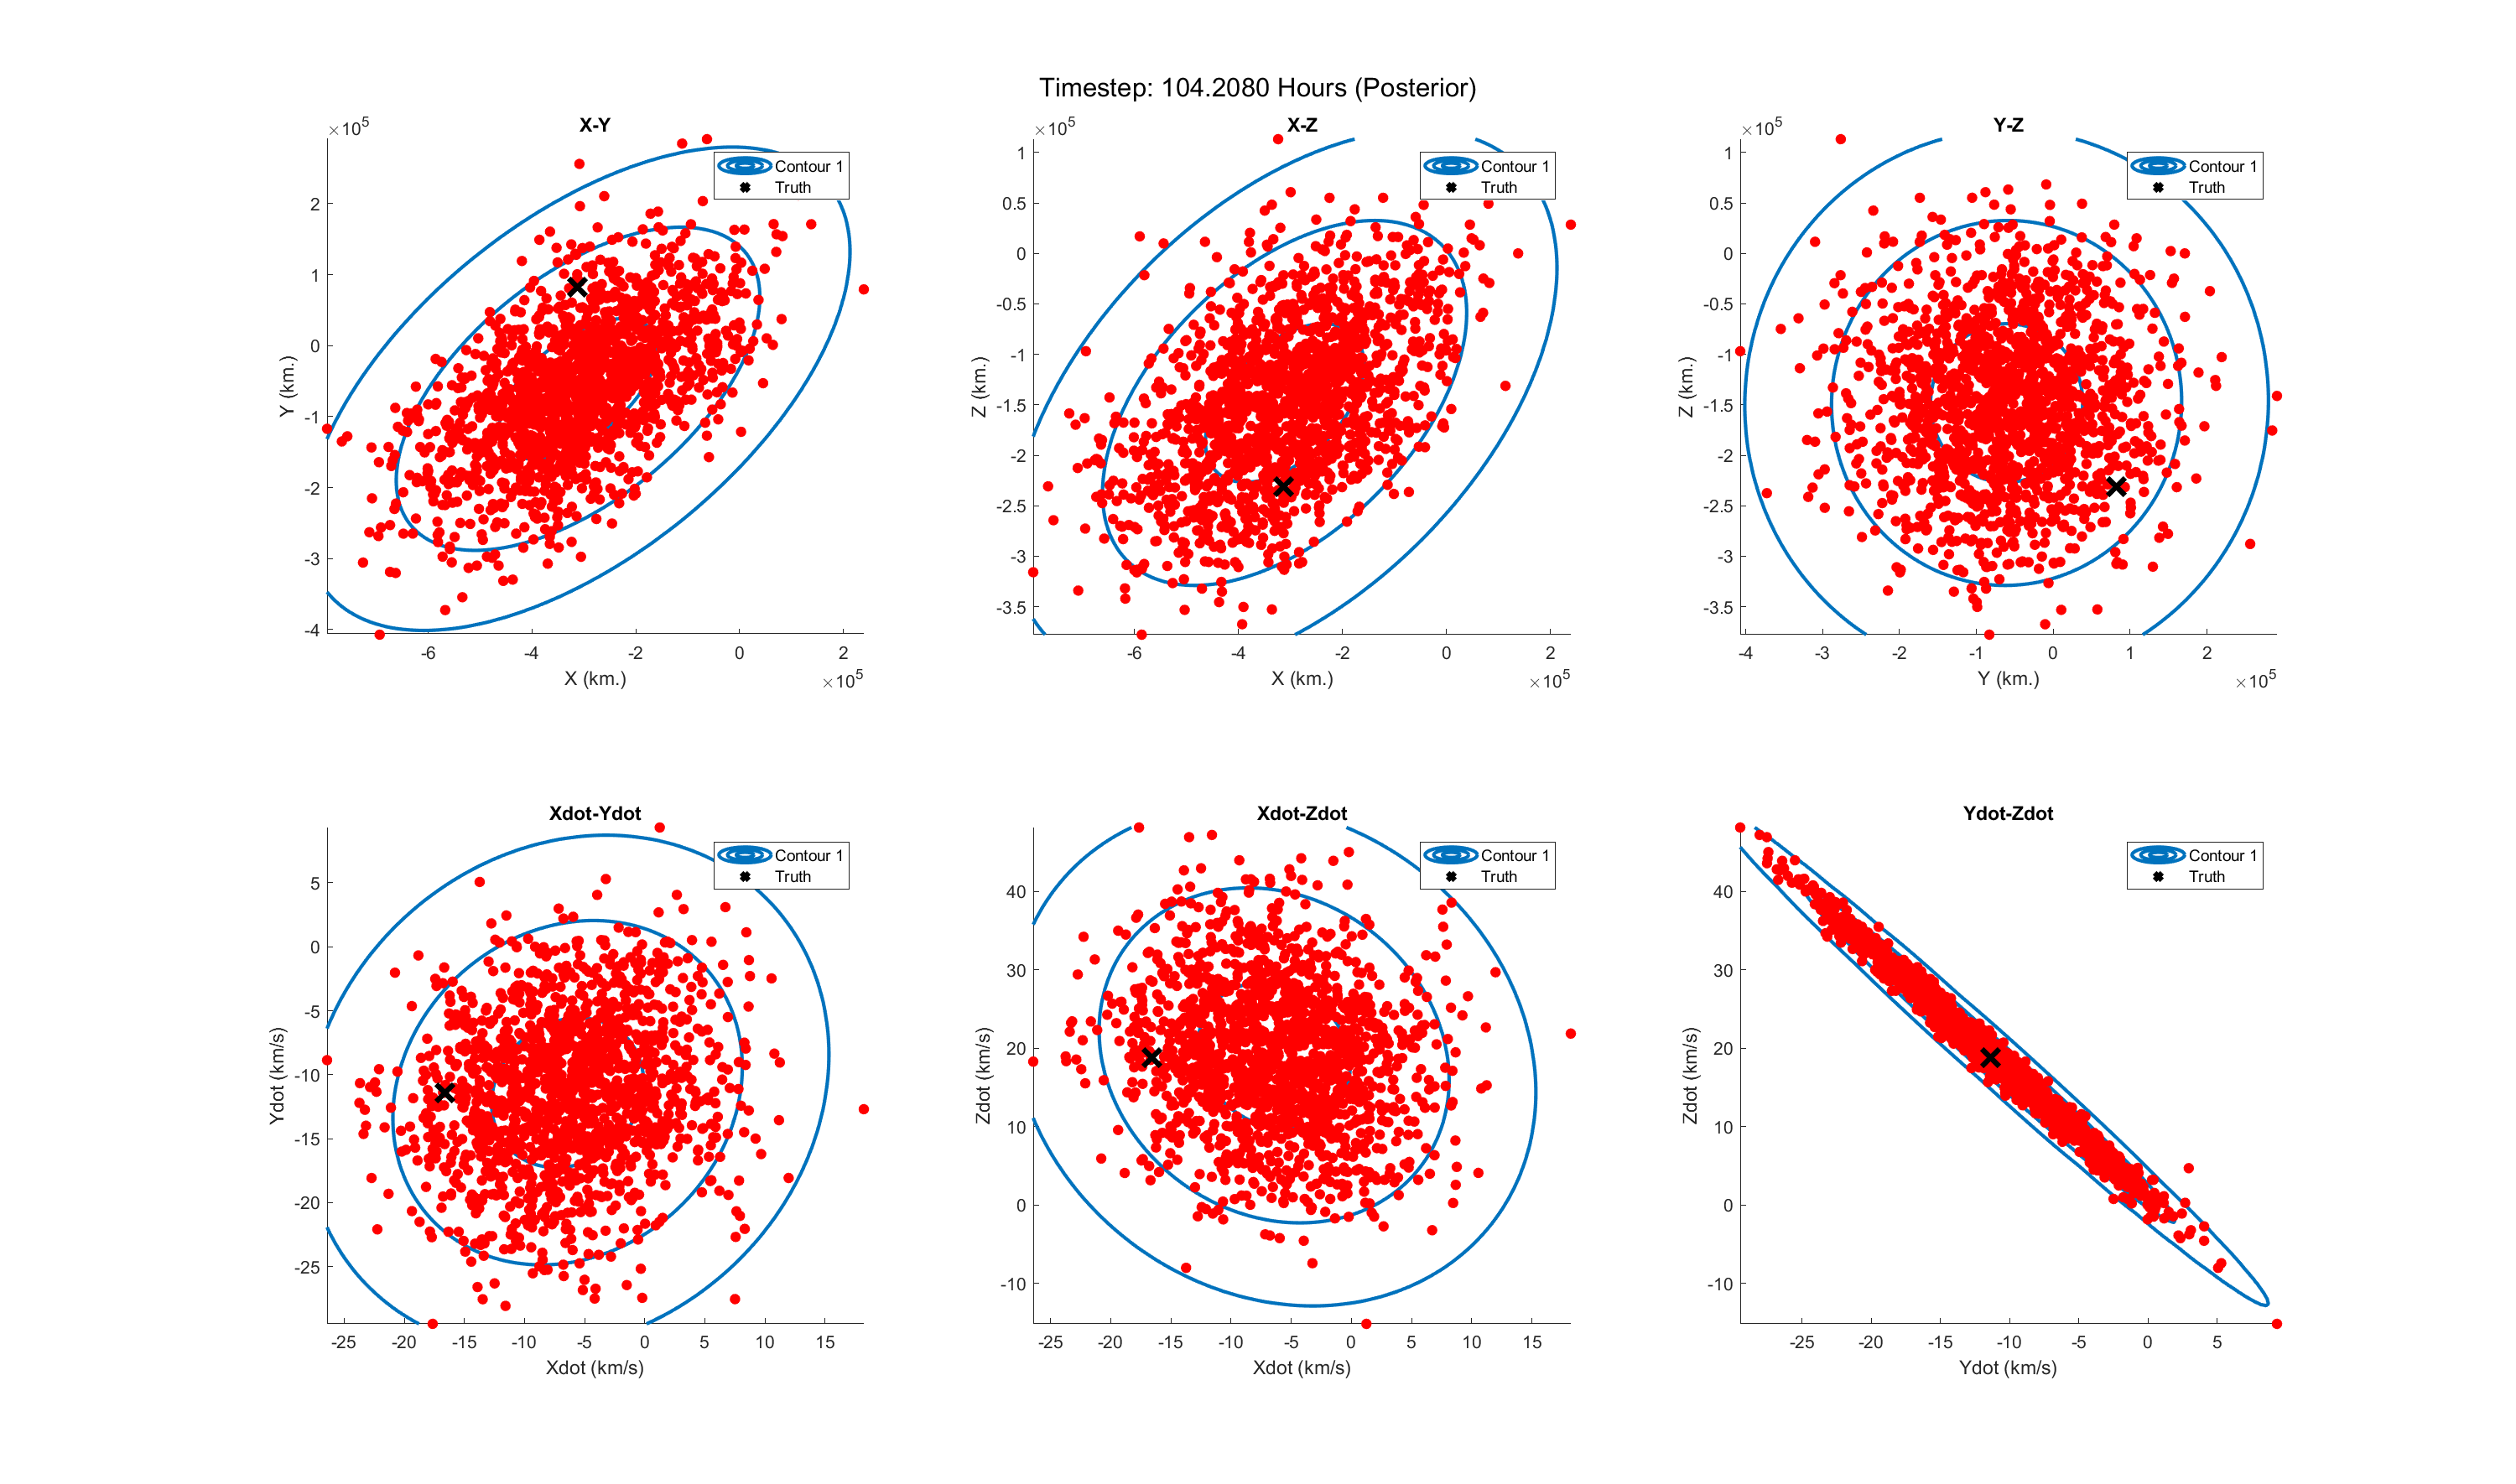 Timestep: 104.2080 Hours (Posterior)
X-Y
×10^5
Contour 1
Truth
2
1
0
-1
-2
-3
-4
Y (km.)
-6 -4 -2 0 2
X (km.)
×10^5
X-Z
×10^5
Contour 1
Truth
1
0.5
0
-0.5
-1
-1.5
-2
-2.5
-3
-3.5
Z (km.)
-6 -4 -2 0 2
X (km.)
×10^5
Y-Z
×10^5
Contour 1
Truth
1
0.5
0
-0.5
-1
-1.5
-2
-2.5
-3
-3.5
Z (km.)
-4 -3 -2 -1 0 1 2
Y (km.)
×10^5
Xdot-Ydot
Contour 1
Truth
5
0
-5
-10
-15
-20
-25
Ydot (km/s)
-25 -20 -15 -10 -5 0 5 10 15
Xdot (km/s)
Xdot-Zdot
Contour 1
Truth
40
30
20
10
0
-10
Zdot (km/s)
-25 -20 -15 -10 -5 0 5 10 15
Xdot (km/s)
Ydot-Zdot
Contour 1
Truth
40
30
20
10
0
-10
Zdot (km/s)
-25 -20 -15 -10 -5 0 5
Ydot (km/s)